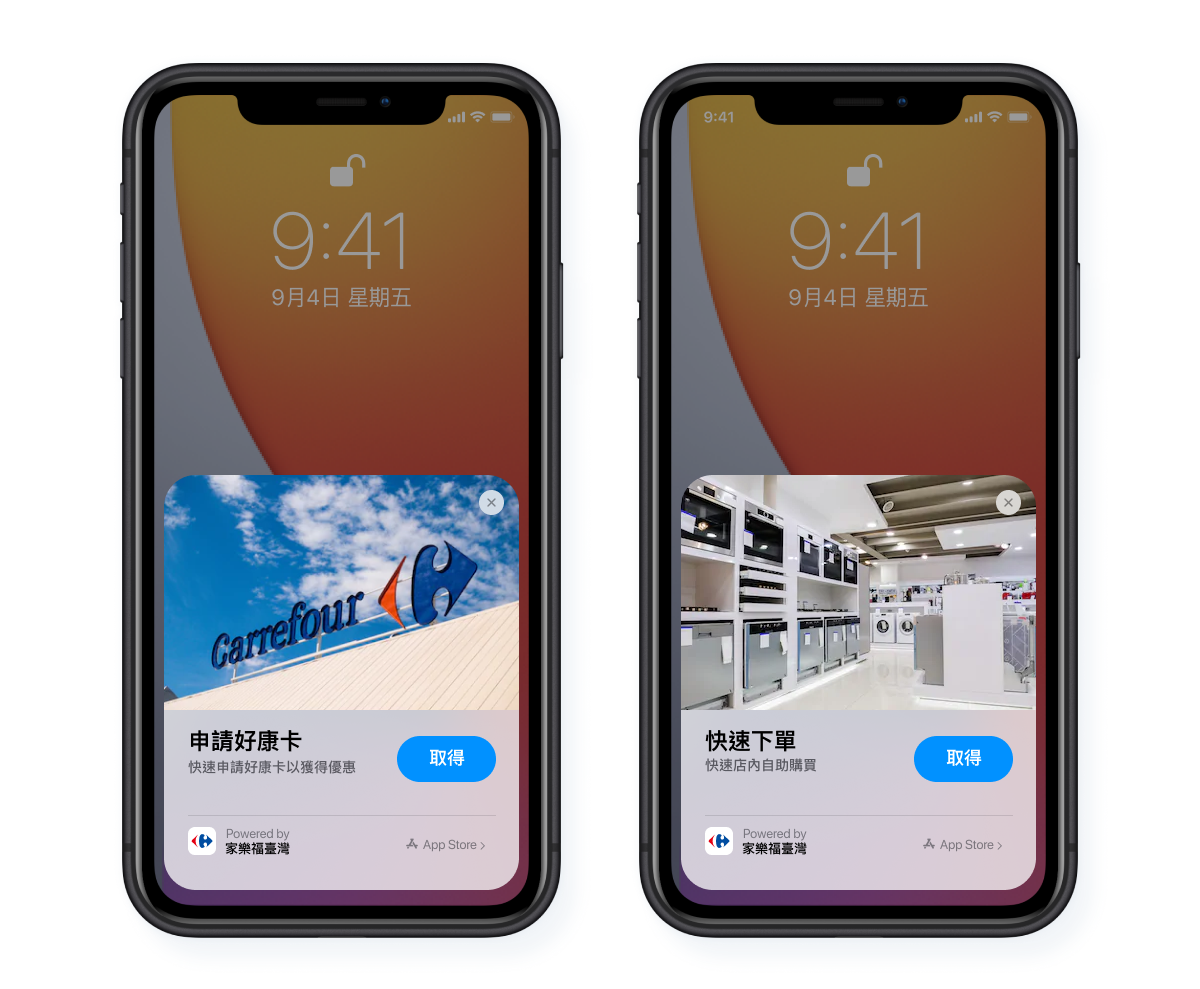 9:41
9月4日 星期五
Carrefour
申請好康卡
快速申請好康卡以獲得優惠
取得
Powered by
家樂福臺灣
App Store
9:41
9:41
9月4日 星期五
快速下單
快速店內自助購買
取得
Powered by
家樂福臺灣
App Store